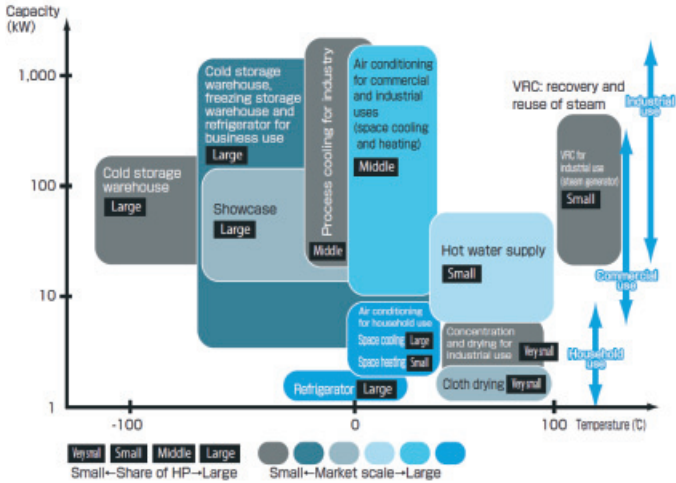 Capacity
(kW)
1,000
100
10
1
Cold storage
warehouse
Large
Cold storage
warehouse,
freezing storage
warehouse and
refrigerator for
business use
Large
Showcase
Large
Process cooling for industry
Middle
Air conditioning
for commercial
and industrial
uses
(space cooling
and heating)
Middle
VRC: recovery and
reuse of steam
VRC for
industrial use
(steam generator)
Small
Industrial
use
Commercial
use
Household
use
Hot water supply
Small
Air conditioning
for household use
Space cooling Large
Space heating Small
Concentration
and drying for
industrial use
Very small
Refrigerator Large
Cloth drying Very small
-100
0
100
Temperature (℃)
Very small Small Middle Large
Small←Share of HP→Large
Small←Market scale→Large